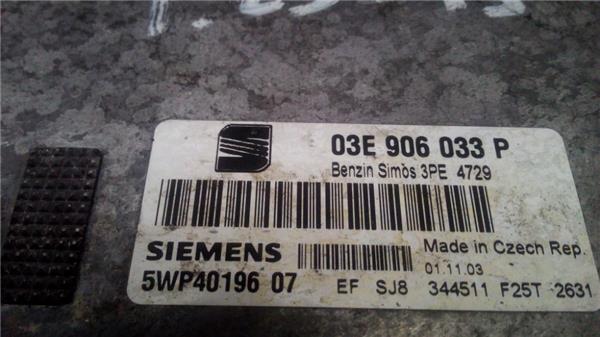 03E 906 033 P
Benzin Simos 3PE 4729
SIEMENS
Made in Czech Rep.
5WP40196 07
01.11.03
EF SJ8 344511 F25T 2631